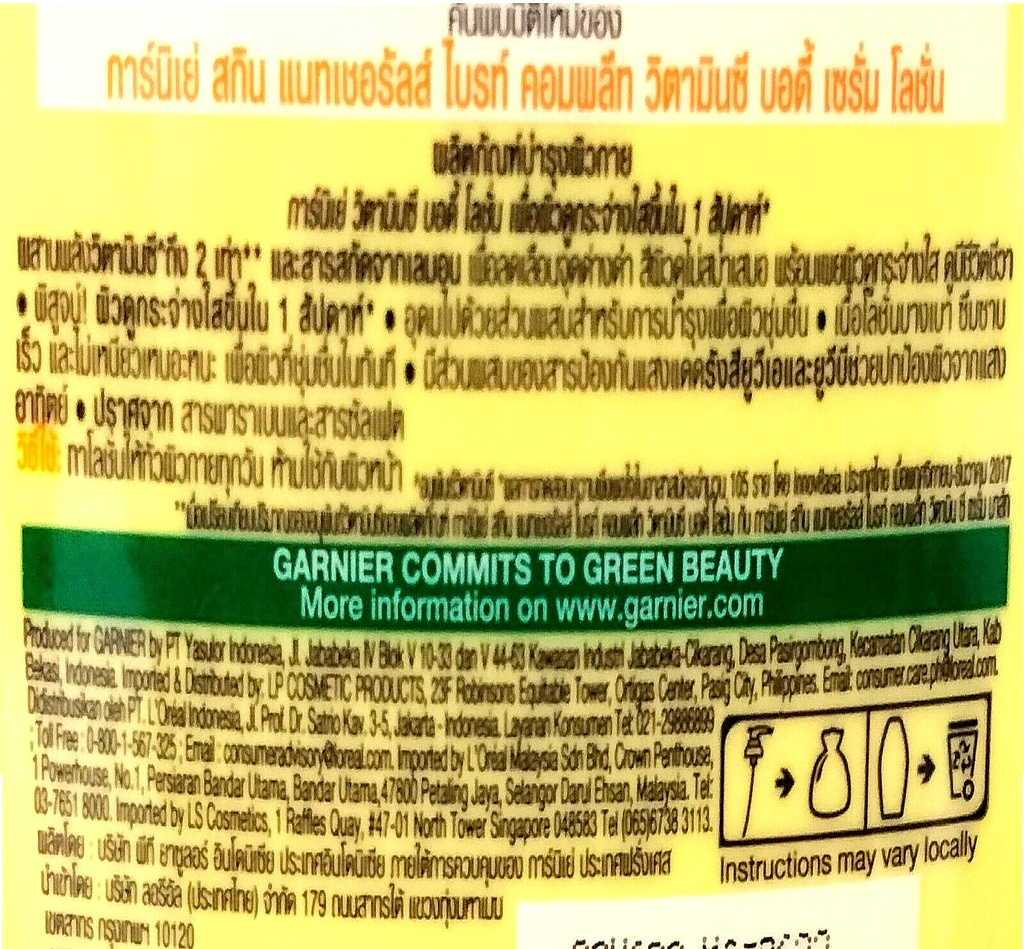 ค้นพบมิติใหม่ของ
การ์นิเย่ สกิน แนทเชอรัลส์ ไบรท์ คอมพลีท วิตามินซี บอดี้ เซรั่ม โลชั่น
ผลิตภัณฑ์บำรุงผิวกาย
การ์นิเย่ วิตามินซี บอดี้ โลชั่น เพื่อผิวดูกระจ่างใสขึ้นใน 1 สัปดาห์*
ผสานพลังวิตามินซี^ถึง 2 เท่า** และสารสกัดจากเลมอน เพื่อลดเลือนจุดด่างดำ สีผิวดูไม่สม่ำเสมอ พร้อมเผยผิวดูกระจ่างใส ดูมีชีวิตชีวา
• พิสูจน์! ผิวดูกระจ่างใสขึ้นใน 1 สัปดาห์* • อุดมไปด้วยส่วนผสมสำหรับการบำรุงเพื่อผิวชุ่มชื่น • เนื้อโลชั่นบางเบา ซึมซาบ
เร็ว และไม่เหนียวเหนอะหนะ เพื่อผิวที่ชุ่มชื่นในทันที • มีส่วนผสมของสารป้องกันแสงแดดรังสียูวีเอและยูวีบีช่วยปกป้องผิวจากแสง
อาทิตย์ • ปราศจาก สารพาราเบนและสารซัลเฟต
วิธีใช้: ทาโลชั่นให้ทั่วผิวกายทุกวัน ห้ามใช้กับผิวหน้า
105 ราย โดย Innovitasia ประเทศไทย 2017
GARNIER COMMITS TO GREEN BEAUTY
More information on www.garnier.com
Produced for GARNIER by PT Yasulor Indonesia, Jl. Jababeka IV Blok V 10-33 dan V 44-63 Kawasan Industri Jababeka-Cikarang, Desa Pasirgombong, Kecamatan Cikarang Utara, Kab
Bekasi, Indonesia. Imported & Distributed by: LP COSMETIC PRODUCTS, 23F Robinsons Equitable Tower, Ortigas Center, Pasig City, Philippines. Email: consumer.care.ph@loreal.com.
Didistribusikan oleh PT. L'Oréal Indonesia, Jl. Prof. Dr. Satrio Kav. 3-5, Jakarta - Indonesia. Layanan Konsumen Tel: 021-29886899
; Toll Free : 0-800-1-567-325 ; Email : consumeradvisory@loreal.com. Imported by L'Oréal Malaysia Sdn Bhd, Crown Penthouse,
1 Powerhouse, No.1, Persiaran Bandar Utama, Bandar Utama,47800 Petaling Jaya, Selangor Darul Ehsan, Malaysia. Tel:
03-7651 8000. Imported by LS Cosmetics, 1 Raffles Quay, #47-01 North Tower Singapore 048583 Tel (065)6738 3113.
ผลิตโดย : บริษัท พีที ยาซูลอร์ อินโดนีเซีย ประเทศอินโดนีเซีย ภายใต้การควบคุมของ การ์นิเย่ ประเทศฝรั่งเศส
นำเข้าโดย : บริษัท ลอรีอัล (ประเทศไทย) จำกัด 179 ถนนสาทรใต้ แขวงทุ่งมหาเมฆ
เขตสาทร กรุงเทพฯ 10120
Instructions may vary locally